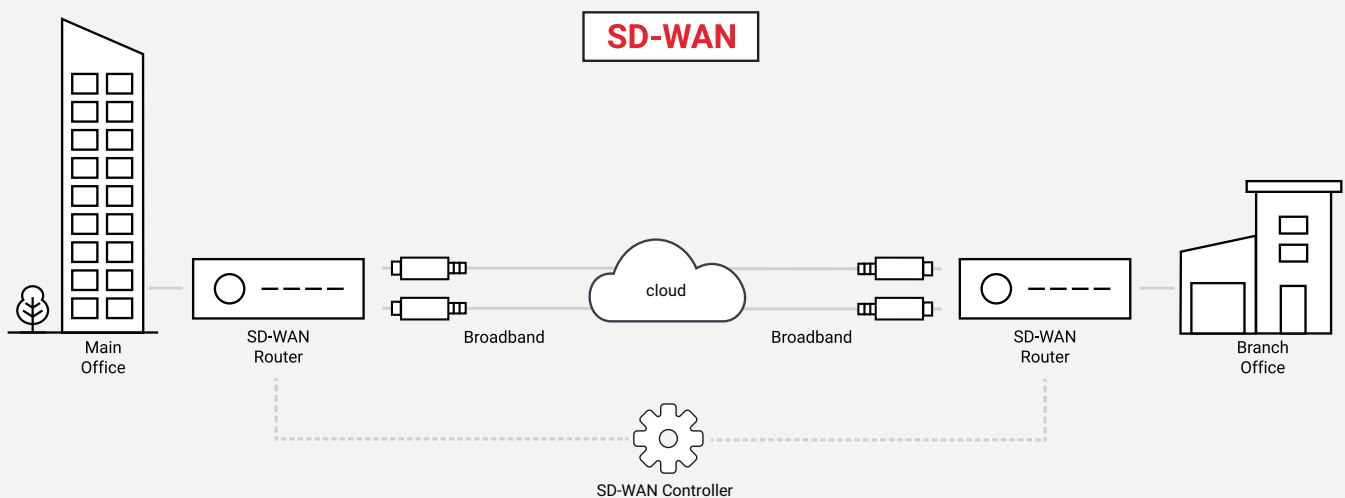 SD-WAN
cloud
Main
Office
SD-WAN
Router
Broadband
Broadband
SD-WAN
Router
Branch
Office
SD-WAN Controller